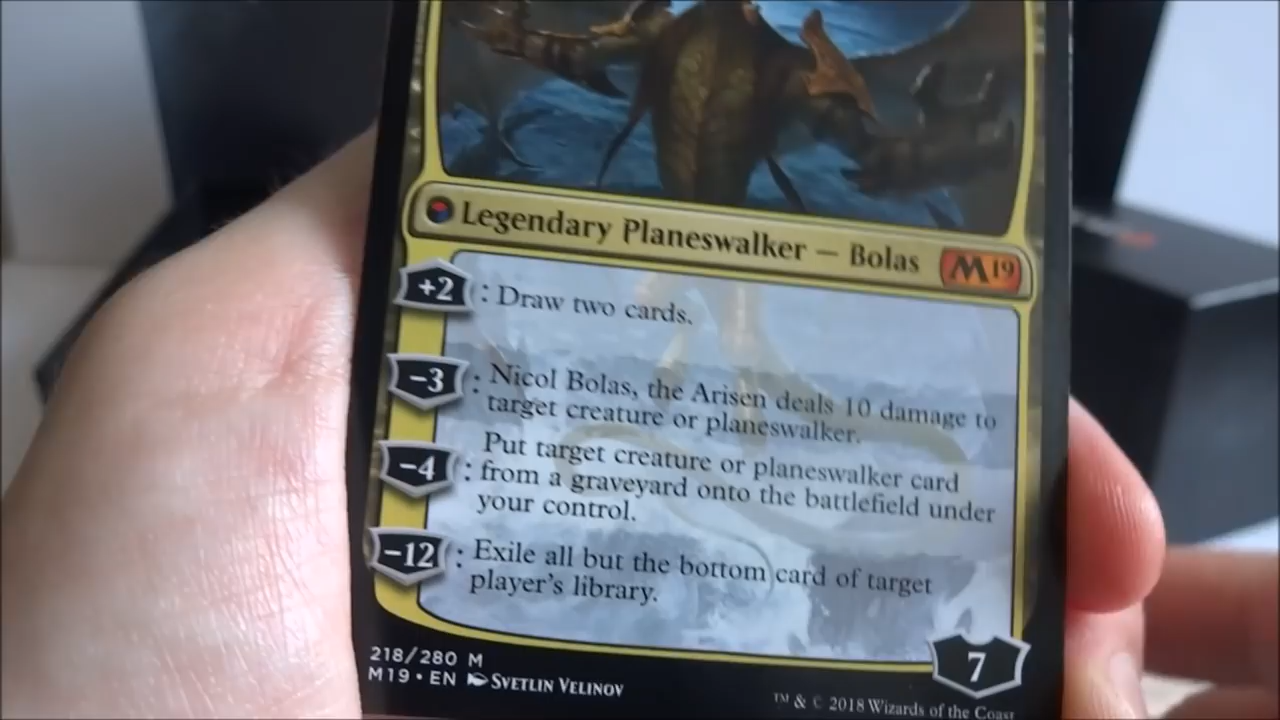 Legendary Planeswalker — Bolas M19
+2 : Draw two cards.
-3 : Nicol Bolas, the Arisen deals 10 damage to
target creature or planeswalker.
Put target creature or planeswalker card
-4 : from a graveyard onto the battlefield under
your control.
-12 : Exile all but the bottom card of target
player's library.
7
218/280 M
M19 • EN SVETLIN VELINOV
™ & © 2018 Wizards of the Coast